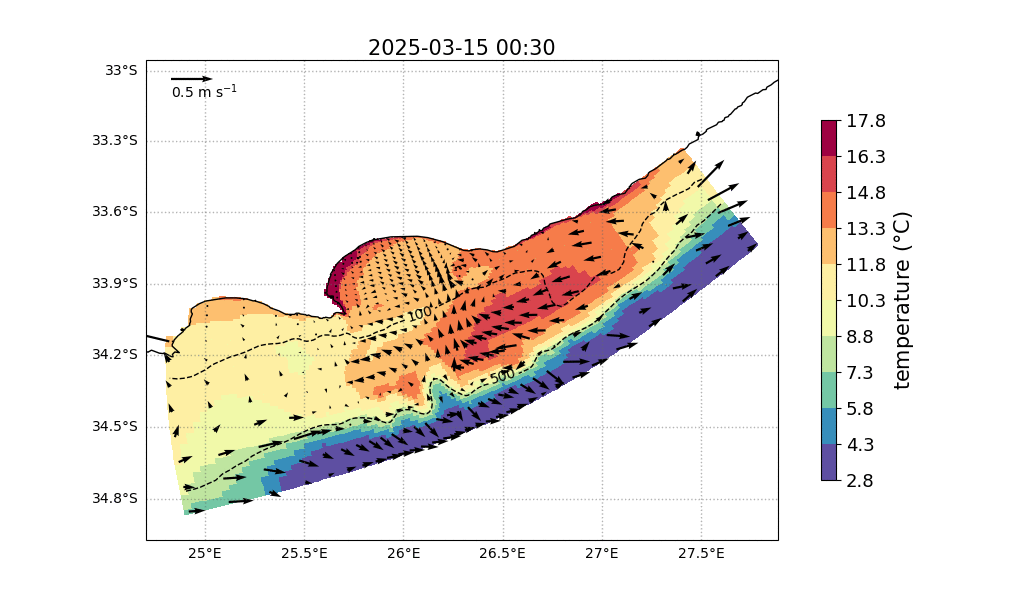 2025-03-15 00:30
0.5 m s⁻¹
33°S
33.3°S
33.6°S
33.9°S
34.2°S
34.5°S
34.8°S
100
500
25°E
25.5°E
26°E
26.5°E
27°E
27.5°E
17.8
16.3
14.8
13.3
11.8
10.3
8.8
7.3
5.8
4.3
2.8
temperature (°C)